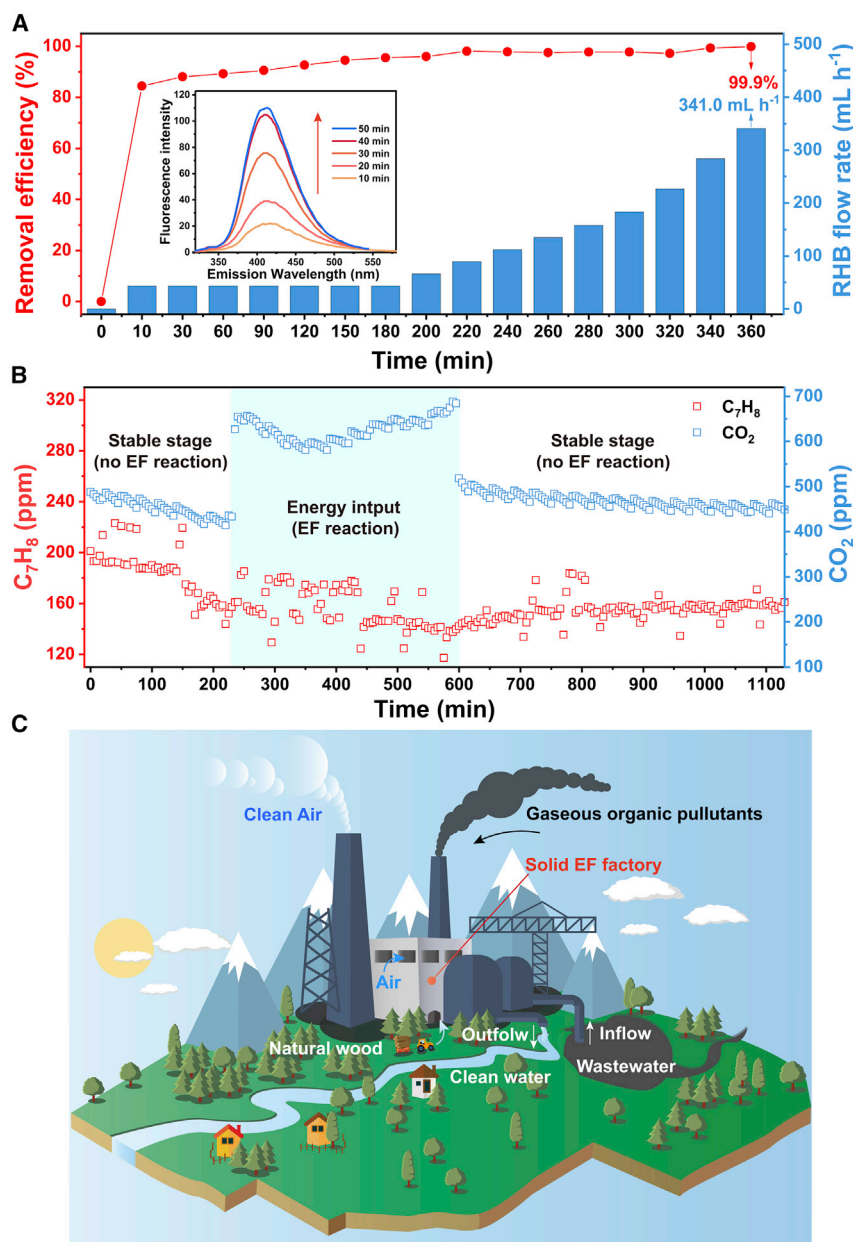 A
Removal efficiency (%)
100
80
60
40
20
0
RHB flow rate (mL h⁻¹)
500
400
300
200
100
0
99.9%
341.0 mL h⁻¹
Fluorescence intensity
120
100
80
60
40
20
0
50 min
40 min
30 min
20 min
10 min
350 400 450 500 550
Emission Wavelength (nm)
0 10 30 60 90 120 150 180 200 220 240 260 280 300 320 340 360
Time (min)
B
C₇H₈ (ppm)
320
280
240
200
160
120
CO₂ (ppm)
700
600
500
400
300
200
100
C₇H₈
CO₂
Stable stage
(no EF reaction)
Energy intput
(EF reaction)
Stable stage
(no EF reaction)
0 100 200 300 400 500 600 700 800 900 1000 1100
Time (min)
C
Clean Air
Gaseous organic pullutants
Solid EF factory
Air
Natural wood
Outfolw
Inflow
Clean water
Wastewater